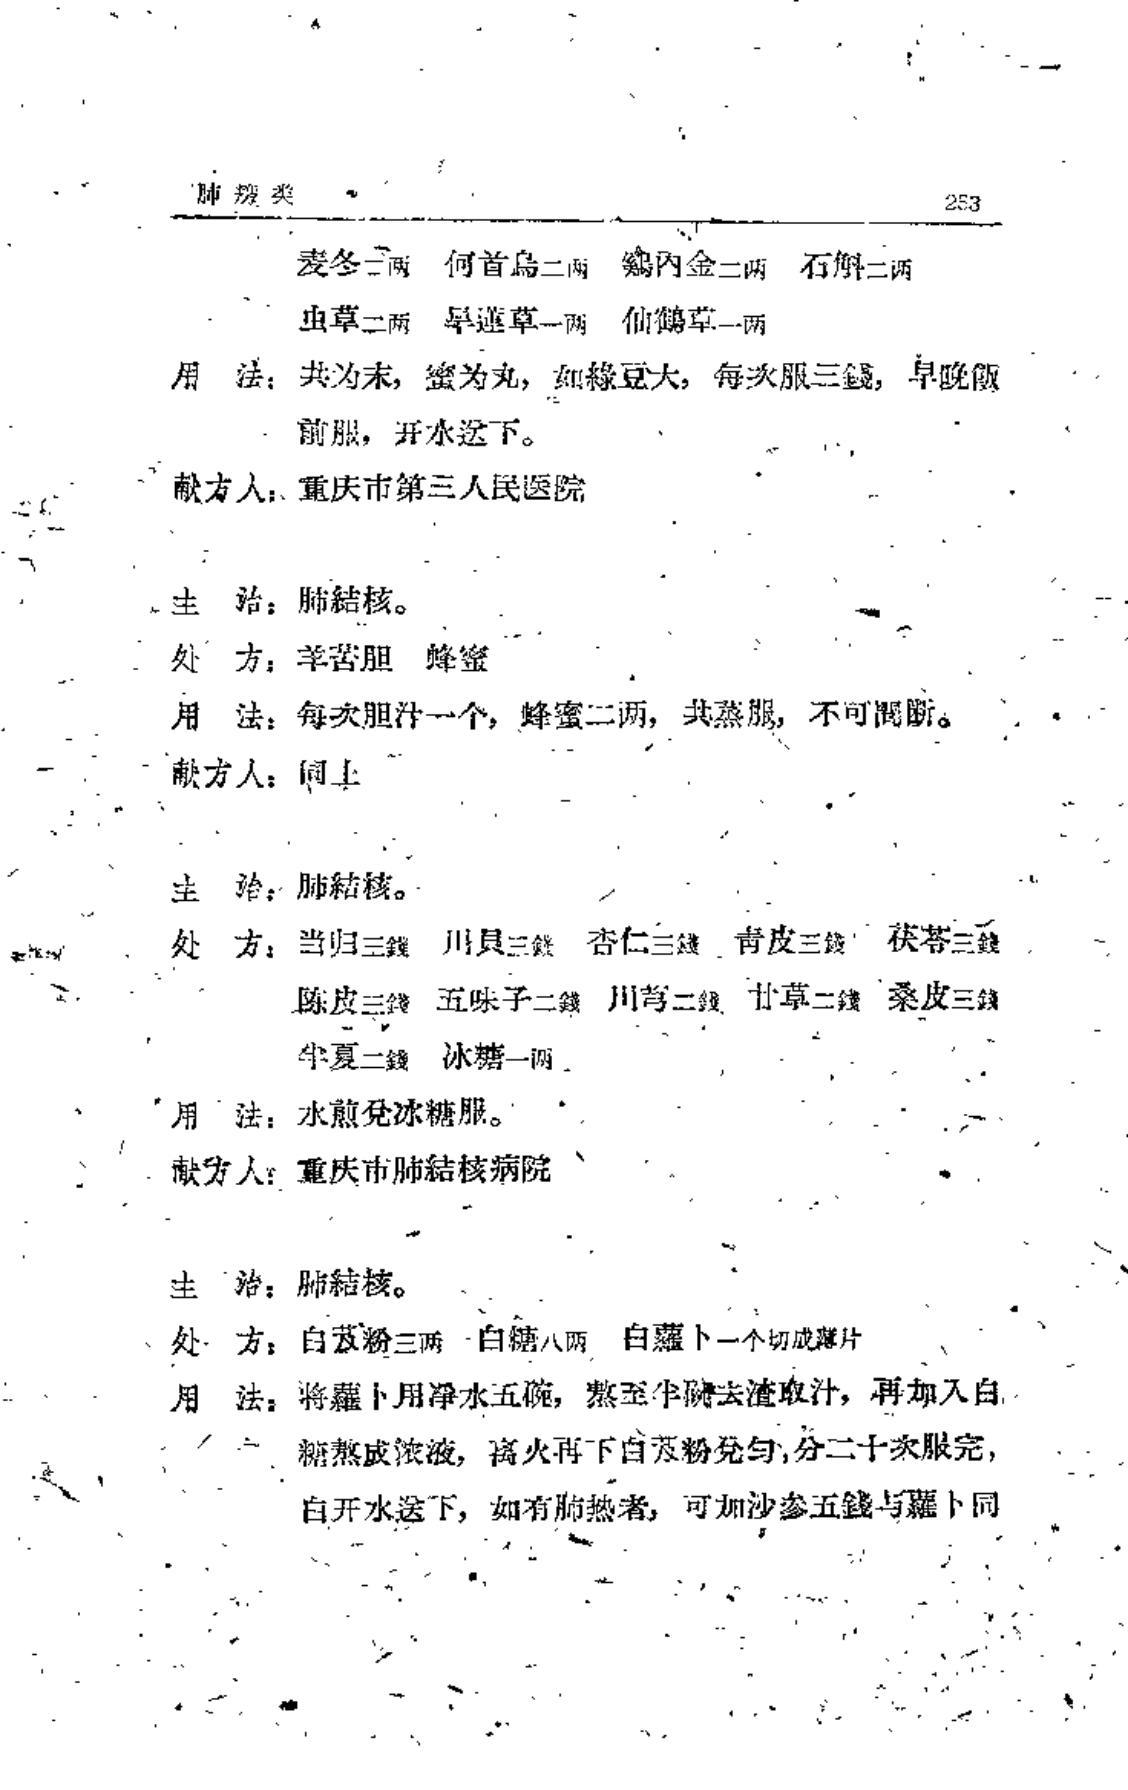 肺痿类 253
麦冬二两 何首烏二两 鷄內金二两 石斛二两
虫草二两 旱蓮草一两 仙鶴草一两
用 法：共为末，蜜为丸，如綠豆大，每次服三錢，早晚飯
前服，开水送下。
献方人：重庆市第三人民医院
主 治：肺結核。
处 方：羊苦胆 蜂蜜
用 法：每次胆汁一个，蜂蜜二两，共蒸服，不可間断。
献方人：同上
主 治：肺結核。
处 方：当归三錢 川貝三錢 杏仁三錢 青皮三錢 茯苓三錢
陈皮三錢 五味子二錢 川芎二錢 甘草二錢 桑皮三錢
半夏二錢 冰糖一两
用 法：水煎兌冰糖服。
献方人：重庆市肺結核病院
主 治：肺結核。
处 方：白芨粉三两 白糖八两 白蘿卜一个切成薄片
用 法：将蘿卜用淨水五碗，熬至半碗去渣取汁，再加入白
糖熬成浓液，离火再下白芨粉兌匀，分二十次服完，
白开水送下，如有肺热者，可加沙参五錢与蘿卜同